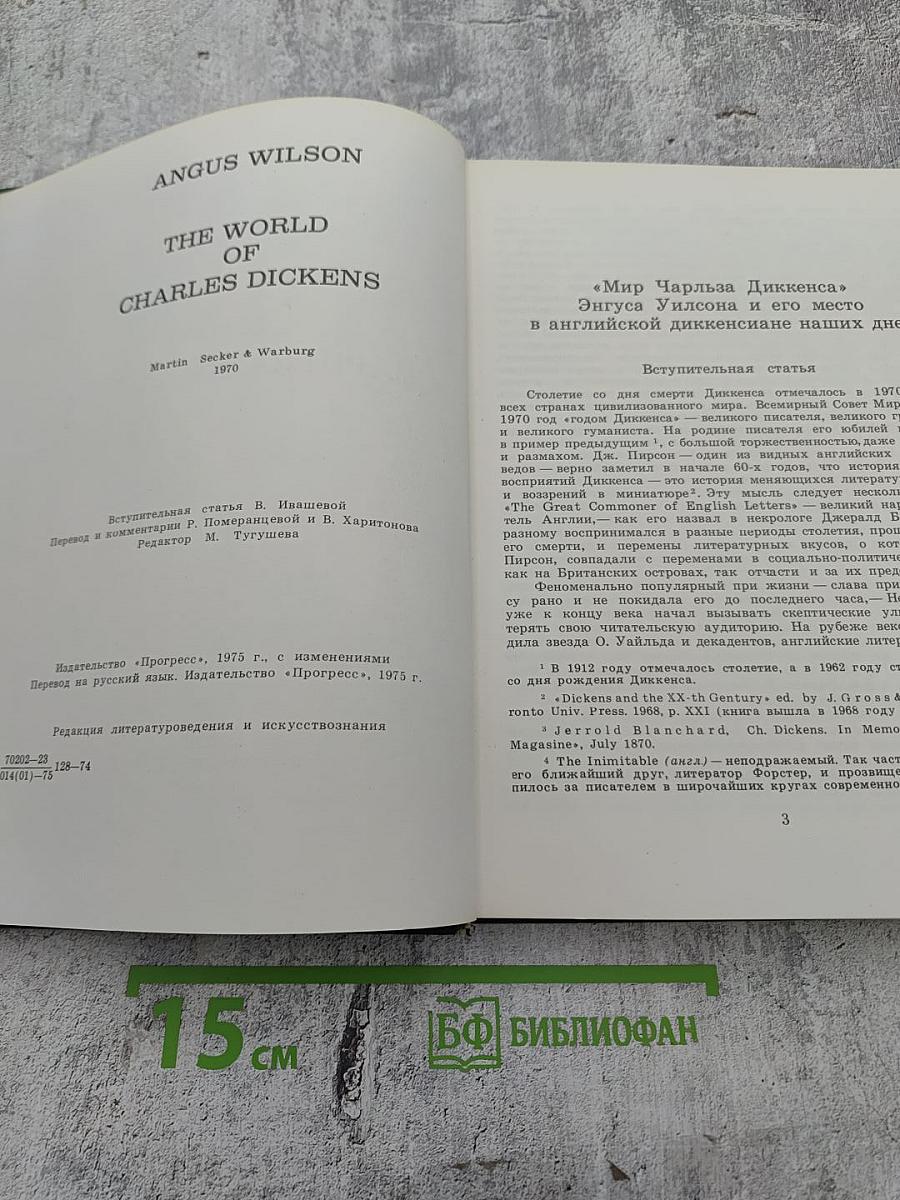 ANGUS WILSON
THE WORLD
OF
CHARLES DICKENS
Martin Secker & Warburg
1970
Вступительная статья В. Ивашевой
Перевод и комментарии Р. Померанцевой и В. Харитонова
Редактор М. Тугушева
Издательство «Прогресс», 1975 г., с изменениями
Перевод на русский язык. Издательство «Прогресс», 1975 г.
Редакция литературоведения и искусствознания
70202—23
014(01)—75
128—74
«Мир Чарльза Диккенса»
Энгуса Уилсона и его место
в английской диккенсиане наших дне
Вступительная статья
Столетие со дня смерти Диккенса отмечалось в 1970
всех странах цивилизованного мира. Всемирный Совет Мир
1970 год «годом Диккенса» — великого писателя, великого г
и великого гуманиста. На родине писателя его юбилей
в пример предыдущим ¹, с большой торжественностью, даже
и размахом. Дж. Пирсон — один из видных английских
ведов — верно заметил в начале 60-х годов, что история
восприятий Диккенса — это история меняющихся литерату
и воззрений в миниатюре². Эту мысль следует несколь
«The Great Commoner of English Letters» — великий нар
тель Англии,— как его назвал в некрологе Джералд Б
разному воспринимался в разные периоды столетия, прош
его смерти, и перемены литературных вкусов, о кот
Пирсон, совпадали с переменами в социально-политиче
как на Британских островах, так отчасти и за их пред
Феноменально популярный при жизни — слава при
су рано и не покидала его до последнего часа,— Не
уже к концу века начал вызывать скептические улы
терять свою читательскую аудиторию. На рубеже веко
дила звезда О. Уайльда и декадентов, английские литер
¹ В 1912 году отмечалось столетие, а в 1962 году ст
со дня рождения Диккенса.
² «Dickens and the XX-th Gentury» ed. by J. Gross &
ronto Univ. Press. 1968, p. XXI (книга вышла в 1968 году
³ Jerrold Blanchard, Ch. Dickens. In Memo
Magasine», July 1870.
⁴ The Inimitable (англ.) — неподражаемый. Так част
его ближайший друг, литератор Форстер, и прозвище
пилось за писателем в широчайших кругах современно
3
15 см
БФ БИБЛИОФАН